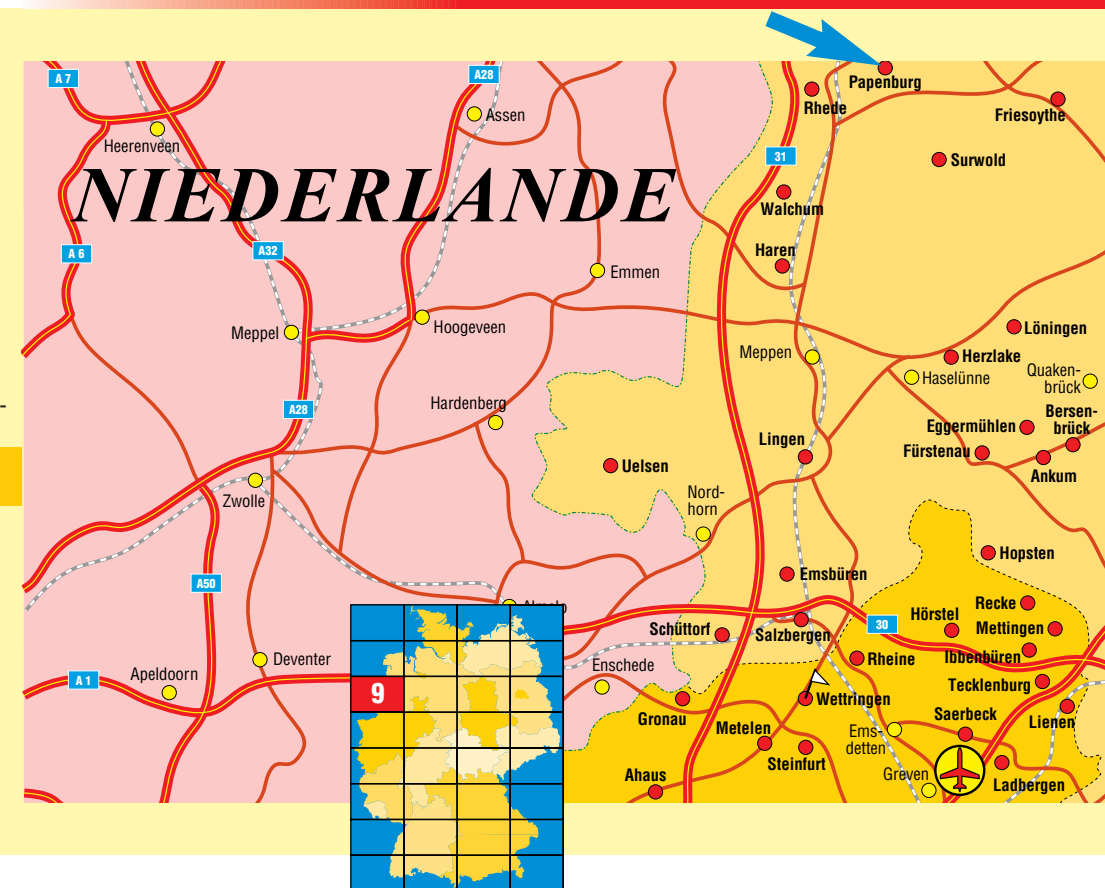 A 7
A28
Papenburg
Rhede
Friesoythe
Assen
Heerenveen
31
Surwold
NIEDERLANDE
Walchum
A 6
A32
Haren
Emmen
Meppel
Hoogeveen
Löningen
Meppen
Herzlake
Haselünne
Quaken-
brück
A28
Hardenberg
Bersen-
brück
Eggermühlen
Lingen
Fürstenau
Uelsen
Ankum
Zwolle
Nord-
horn
Hopsten
A50
Emsbüren
Almelo
Recke
Hörstel
30
Mettingen
Schüttorf
Salzbergen
Ibbenbüren
Rheine
Deventer
Enschede
Apeldoorn
A 1
9
Tecklenburg
Wettringen
Gronau
Saerbeck
Lienen
Metelen
Ems-
detten
Steinfurt
Greven
Ahaus
Ladbergen
-